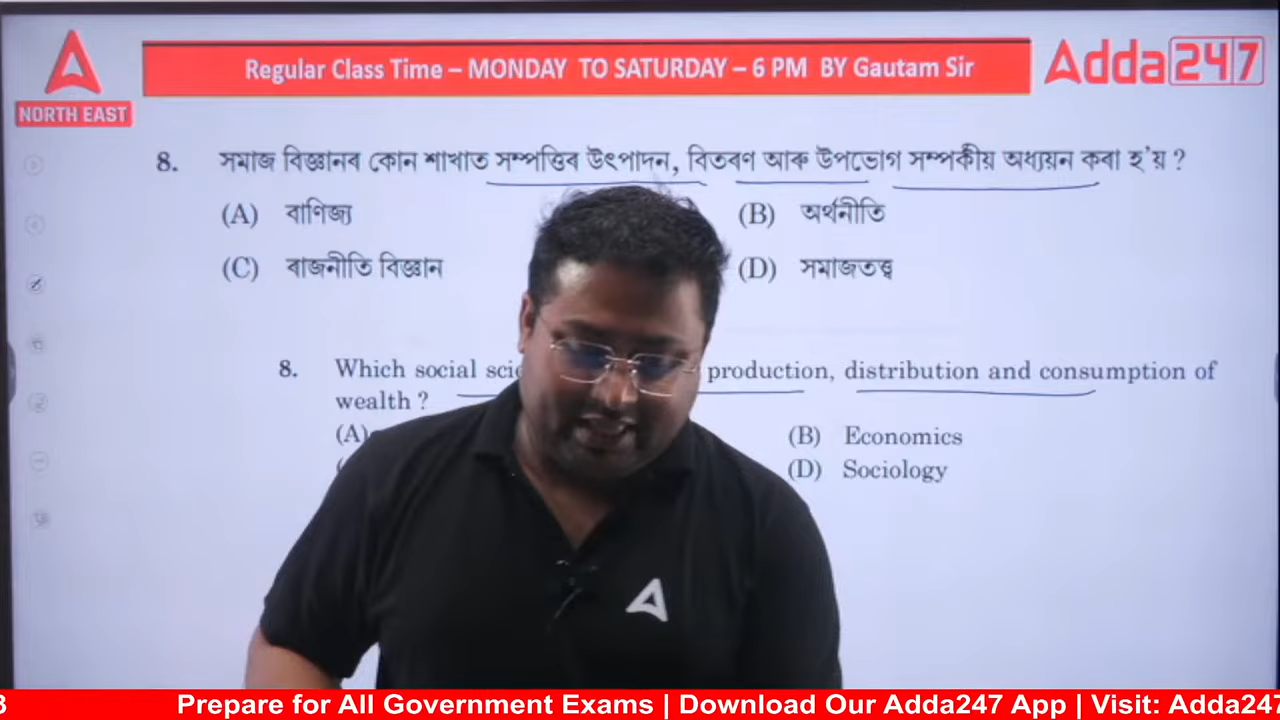 NORTH EAST
Regular Class Time – MONDAY TO SATURDAY – 6 PM BY Gautam Sir
Adda247
8. সমাজ বিজ্ঞানৰ কোন শাখাত সম্পত্তিৰ উৎপাদন, বিতৰণ আৰু উপভোগ সম্পৰ্কীয় অধ্যয়ন কৰা হ'য় ?
(A) বাণিজ্য (B) অৰ্থনীতি
(C) ৰাজনীতি বিজ্ঞান (D) সমাজতত্ত্ব
8. Which social production, distribution and consumption of
wealth ?
(A) (B) Economics
(D) Sociology
Prepare for All Government Exams | Download Our Adda247 App | Visit: Adda247